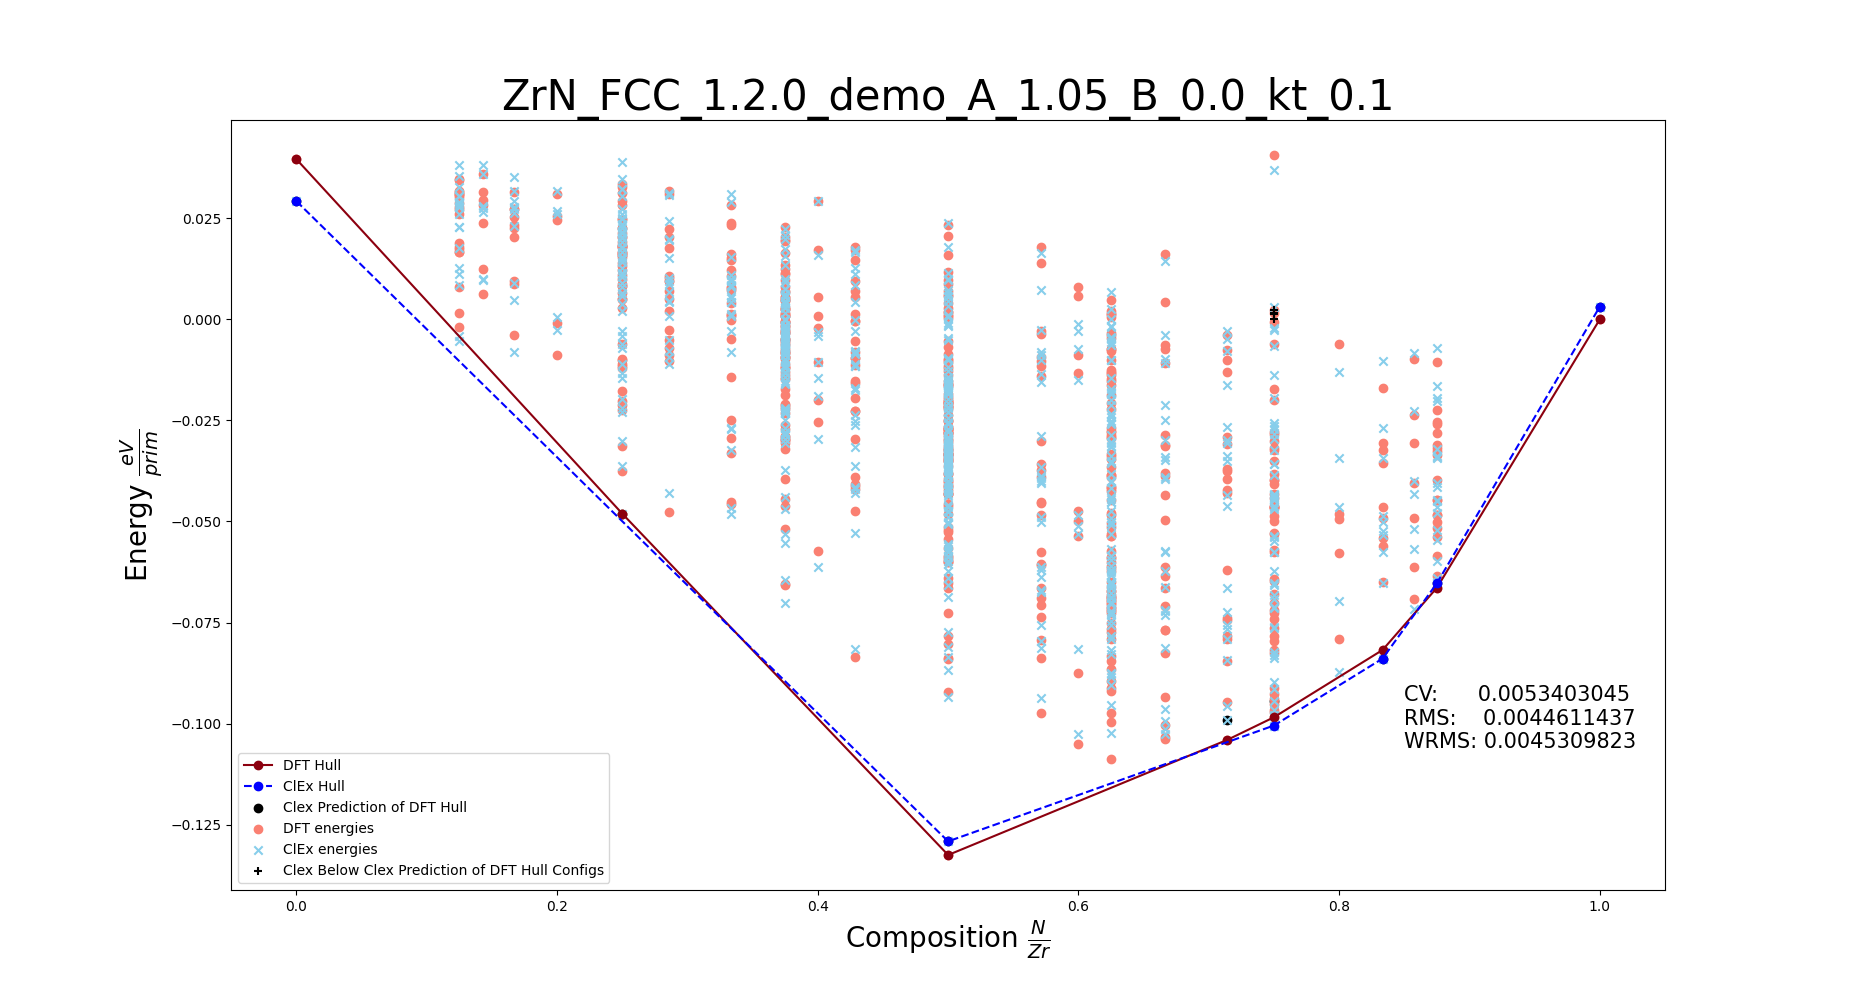 ZrN_FCC_1.2.0_demo_A_1.05_B_0.0_kt_0.1
0.025
0.000
−0.025
−0.050
−0.075
−0.100
−0.125
Energy eV/prim
CV: 0.0053403045
RMS: 0.0044611437
WRMS: 0.0045309823
DFT Hull
ClEx Hull
Clex Prediction of DFT Hull
DFT energies
ClEx energies
Clex Below Clex Prediction of DFT Hull Configs
0.0 0.2 0.4 0.6 0.8 1.0
Composition N/Zr